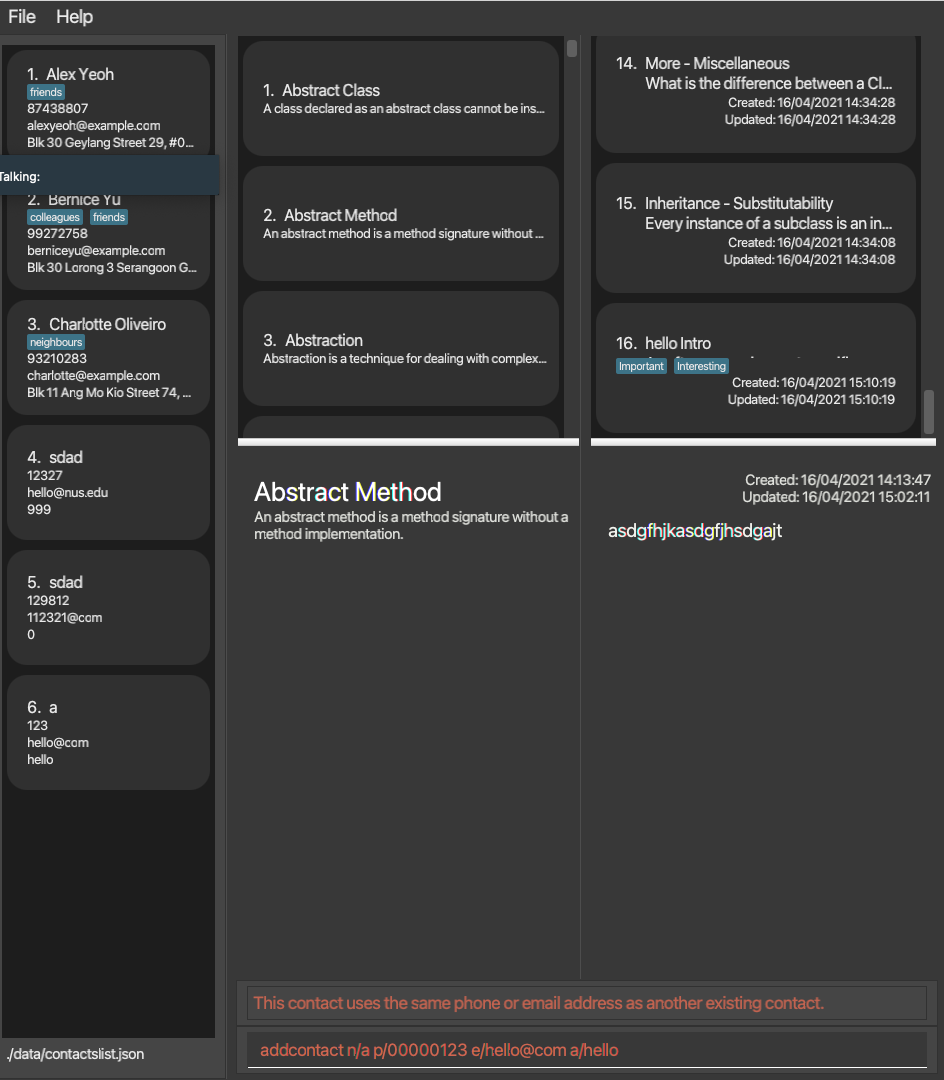 File Help
1. Alex Yeoh
friends
87438807
alexyeoh@example.com
Blk 30 Geylang Street 29, #0...
Talking:
2. Bernice Yu
colleagues friends
99272758
berniceyu@example.com
Blk 30 Lorong 3 Serangoon G...
3. Charlotte Oliveiro
neighbours
93210283
charlotte@example.com
Blk 11 Ang Mo Kio Street 74, ...
4. sdad
12327
hello@nus.edu
999
5. sdad
129812
112321@com
0
6. a
123
hello@com
hello
./data/contactslist.json
1. Abstract Class
A class declared as an abstract class cannot be ins...
2. Abstract Method
An abstract method is a method signature without ...
3. Abstraction
Abstraction is a technique for dealing with complex...
Abstract Method
An abstract method is a method signature without a
method implementation.
14. More - Miscellaneous
What is the difference between a Cl...
Created: 16/04/2021 14:34:28
Updated: 16/04/2021 14:34:28
15. Inheritance - Substitutability
Every instance of a subclass is an in...
Created: 16/04/2021 14:34:08
Updated: 16/04/2021 14:34:08
16. hello Intro
Important Interesting
Created: 16/04/2021 15:10:19
Updated: 16/04/2021 15:10:19
Created: 16/04/2021 14:13:47
Updated: 16/04/2021 15:02:11
asdgfhjkasdgfjhsdgajt
This contact uses the same phone or email address as another existing contact.
addcontact n/a p/00000123 e/hello@com a/hello